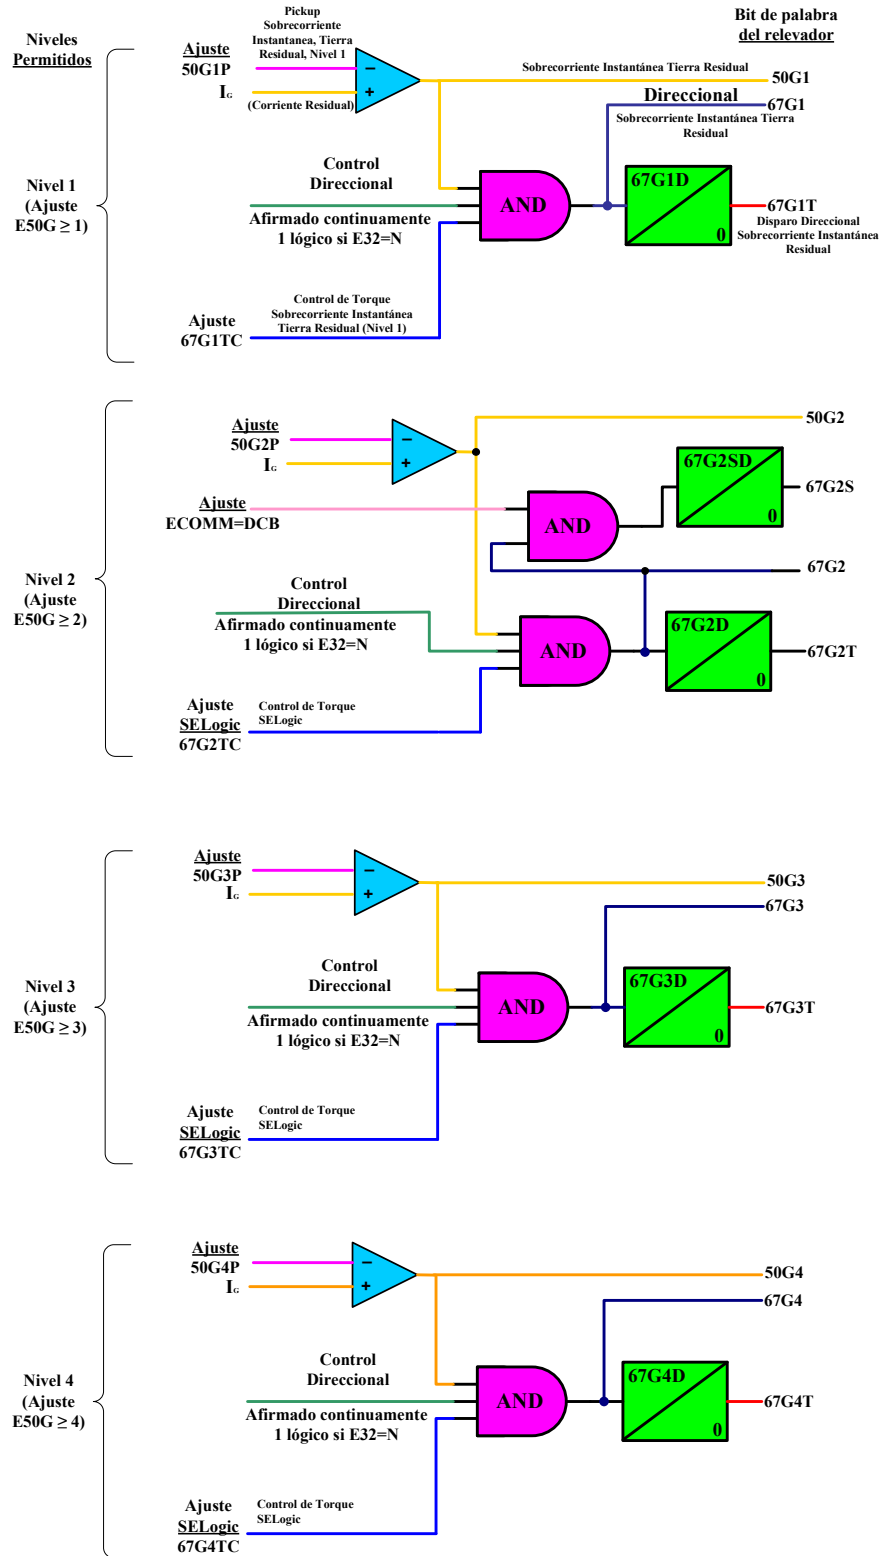 Niveles
Permitidos
Bit de palabra
del relevador
Pickup
Sobrecorriente
Instantanea, Tierra
Residual, Nivel 1
Ajuste
50G1P
IG
(Corriente Residual)
−
+
Sobrecorriente Instantánea Tierra Residual
50G1
Direccional
67G1
Sobrecorriente Instantánea Tierra
Residual
Nivel 1
(Ajuste
E50G ≥ 1)
Control
Direccional
Afirmado continuamente
1 lógico si E32=N
AND
67G1D
0
67G1T
Disparo Direccional
Sobrecorriente Instantánea
Residual
Ajuste
67G1TC
Control de Torque
Sobrecorriente Instantánea
Tierra Residual (Nivel 1)
Ajuste
50G2P
IG
−
+
50G2
Ajuste
ECOMM=DCB
AND
67G2SD
0
67G2S
67G2
Nivel 2
(Ajuste
E50G ≥ 2)
Control
Direccional
Afirmado continuamente
1 lógico si E32=N
AND
67G2D
0
67G2T
Ajuste
SELogic
67G2TC
Control de Torque
SELogic
Ajuste
50G3P
IG
−
+
50G3
67G3
Nivel 3
(Ajuste
E50G ≥ 3)
Control
Direccional
Afirmado continuamente
1 lógico si E32=N
AND
67G3D
0
67G3T
Ajuste
SELogic
67G3TC
Control de Torque
SELogic
Ajuste
50G4P
IG
−
+
50G4
67G4
Nivel 4
(Ajuste
E50G ≥ 4)
Control
Direccional
Afirmado continuamente
1 lógico si E32=N
AND
67G4D
0
67G4T
Ajuste
SELogic
67G4TC
Control de Torque
SELogic